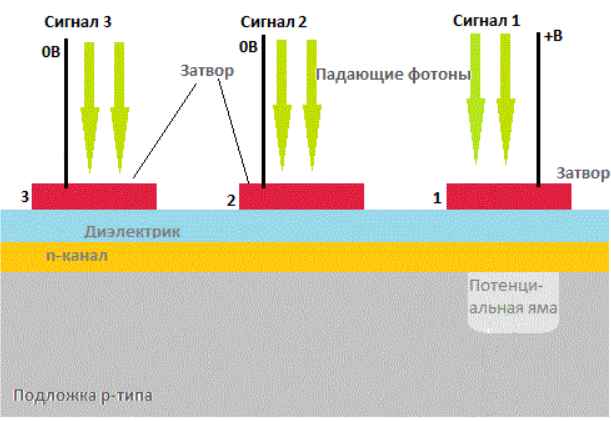 Сигнал 3
Сигнал 2
Сигнал 1
0В
0В
+В
Затвор
Падающие фотоны
Затвор
3
2
1
Диэлектрик
n-канал
Потенци-
альная яма
Подложка р-типа